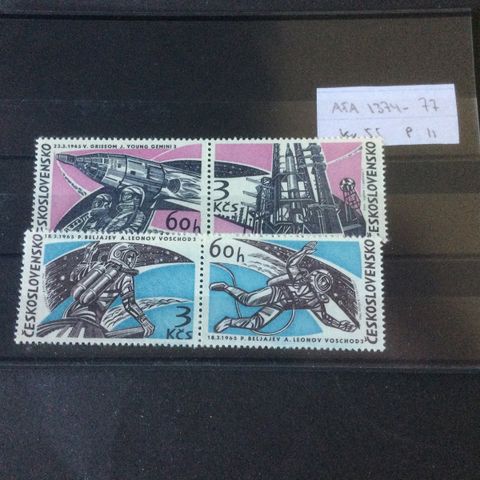 AFA 1374- 77
kv. 55 P 11
23.3.1965 V. GRISSOM J. YOUNG GEMINI 3
ČESKOSLOVENSKO
60h
3 Kčs
ČESKOSLOVENSKO
18.3.1965 P. BELJAJEV A. LEONOV VOSCHOD 2
ČESKOSLOVENSKO
3 Kčs
60h
ČESKOSLOVENSKO
18.3.1965 P. BELJAJEV A. LEONOV VOSCHOD 2